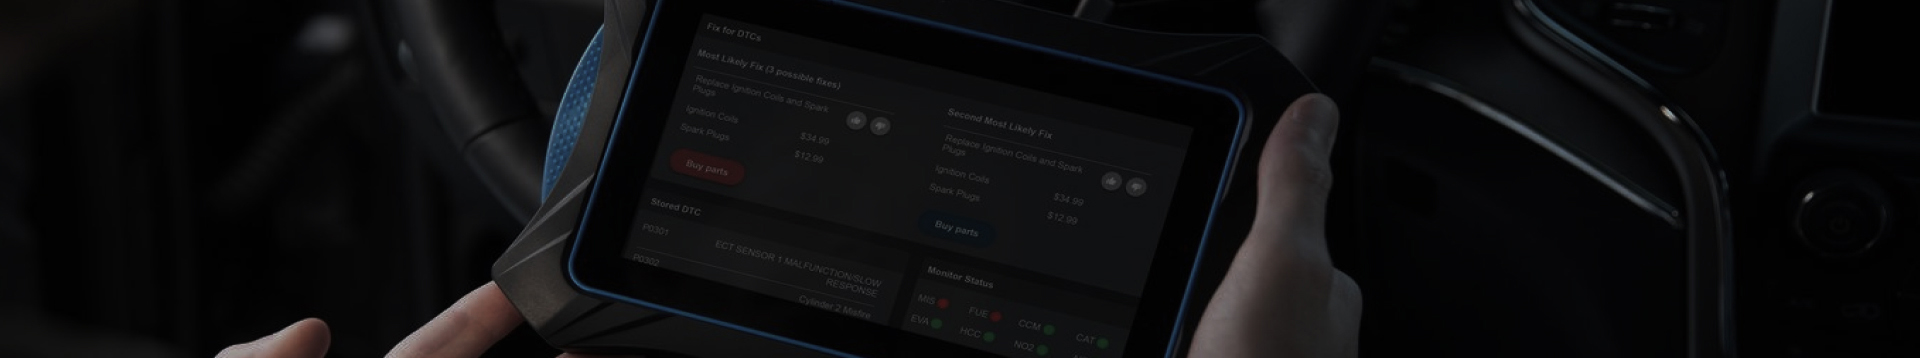 Fix for DTCs
Most Likely Fix (3 possible fixes)
Replace Ignition Coils and Spark
Plugs
Ignition Coils $34.99
Spark Plugs $12.99
Buy parts
Second Most Likely Fix
Replace Ignition Coils and Spark
Plugs
Ignition Coils $34.99
Spark Plugs $12.99
Buy parts
Stored DTC
P0301 ECT SENSOR 1 MALFUNCTION/SLOW
RESPONSE
P0302 Cylinder 2 Misfire
Monitor Status
MIS FUE CCM CAT
EVA HCC NO2